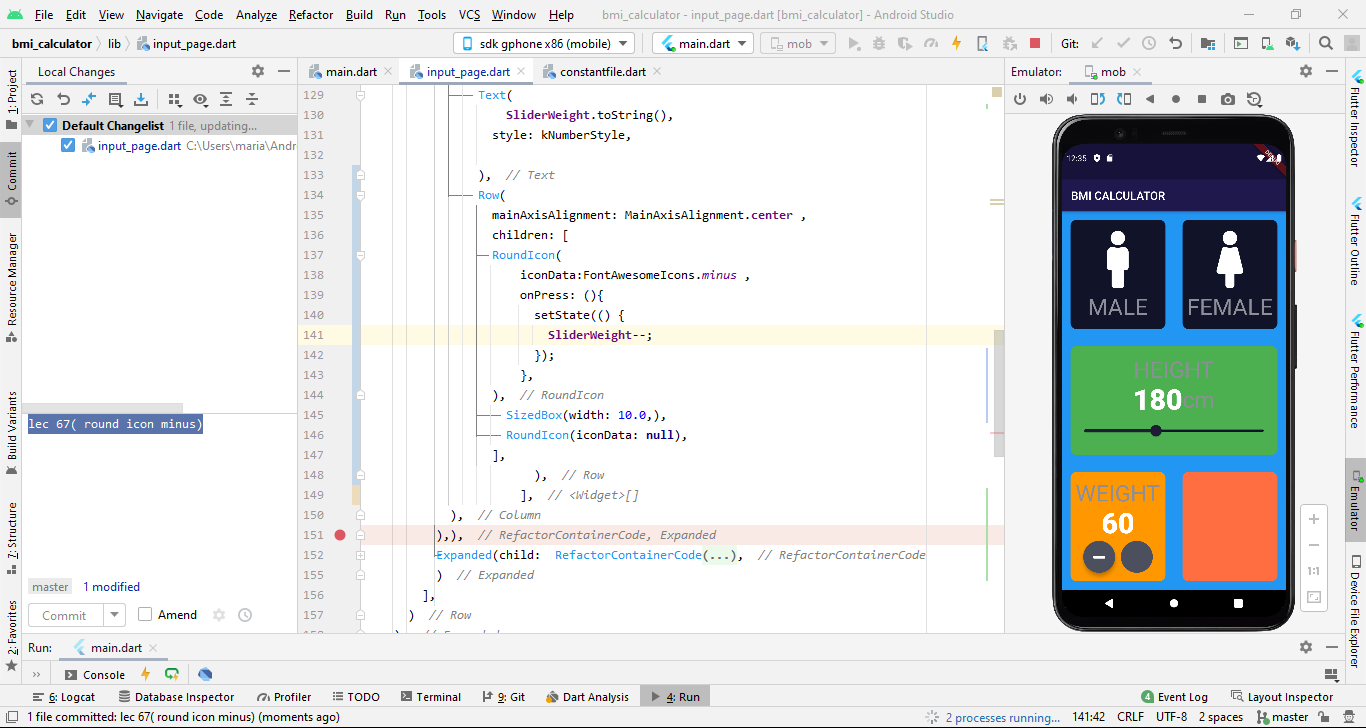 File Edit View Navigate Code Analyze Refactor Build Run Tools VCS Window Help bmi_calculator - input_page.dart [bmi_calculator] - Android Studio
bmi_calculator lib input_page.dart sdk gphone x86 (mobile) main.dart mob Git:
Local Changes main.dart input_page.dart constantfile.dart Emulator: mob
Default Changelist 1 file, updating...
input_page.dart C:\Users\maria\Andr
lec 67( round icon minus)
master 1 modified
Commit Amend
129 Text(
130 SliderWeight.toString(),
131 style: kNumberStyle,
132
133 ), // Text
134 Row(
135 mainAxisAlignment: MainAxisAlignment.center ,
136 children: [
137 RoundIcon(
138 iconData:FontAwesomeIcons.minus ,
139 onPress: (){
140 setState(() {
141 SliderWeight--;
142 });
143 },
144 ), // RoundIcon
145 SizedBox(width: 10.0,),
146 RoundIcon(iconData: null),
147 ],
148 ), // Row
149 ], // <Widget>[]
150 ), // Column
151 ),), // RefactorContainerCode, Expanded
152 Expanded(child: RefactorContainerCode(...), // RefactorContainerCode
155 ) // Expanded
156 ],
157 ) // Row
12:35
BMI CALCULATOR
MALE FEMALE
HEIGHT
180cm
WEIGHT
60
1:1
1: Project
Commit
Resource Manager
Build Variants
7: Structure
2: Favorites
Flutter Inspector
Flutter Outline
Flutter Performance
Emulator
Device File Explorer
Run: main.dart
Console
6: Logcat Database Inspector Profiler TODO Terminal 9: Git Dart Analysis 4: Run 4 Event Log Layout Inspector
1 file committed: lec 67( round icon minus) (moments ago) 2 processes running... 141:42 CRLF UTF-8 2 spaces master